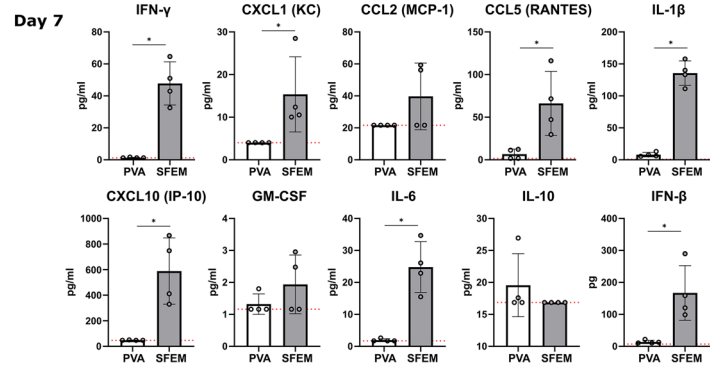 Day 7
IFN-γ
CXCL1 (KC)
CCL2 (MCP-1)
CCL5 (RANTES)
IL-1β
80
60
40
20
0
pg/ml
*
PVA SFEM
30
20
10
0
pg/ml
*
PVA SFEM
80
60
40
20
0
pg/ml
PVA SFEM
150
100
50
0
pg/ml
*
PVA SFEM
200
150
100
50
0
pg/ml
*
PVA SFEM
CXCL10 (IP-10)
GM-CSF
IL-6
IL-10
IFN-β
1000
800
600
400
200
0
pg/ml
*
PVA SFEM
4
3
2
1
0
pg/ml
PVA SFEM
40
30
20
10
0
pg/ml
*
PVA SFEM
30
25
20
15
10
pg/ml
PVA SFEM
400
300
200
100
0
pg
*
PVA SFEM